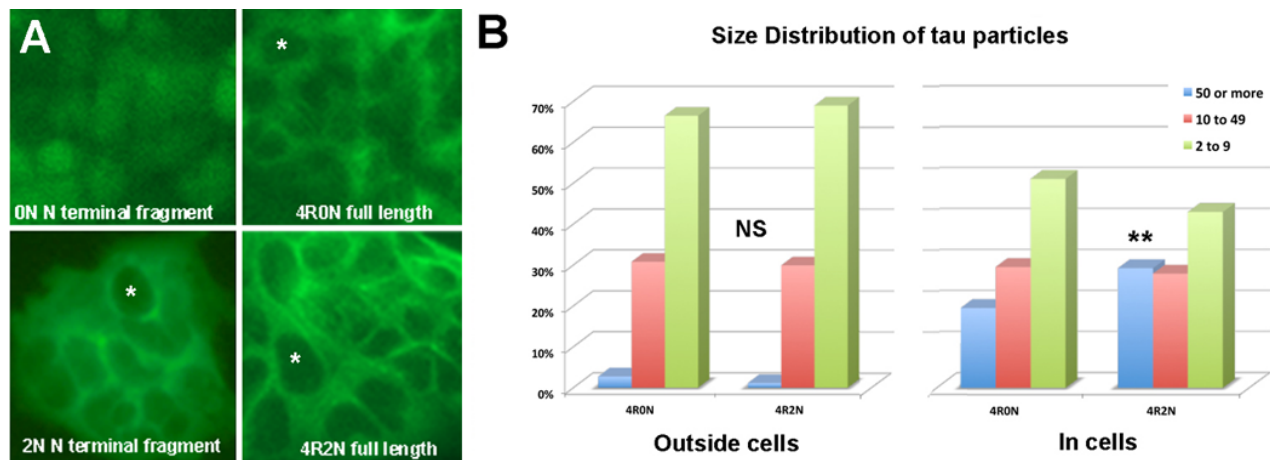 A
*
0N N terminal fragment
4R0N full length
*
*
2N N terminal fragment
4R2N full length
B
Size Distribution of tau particles
50 or more
10 to 49
2 to 9
70%
60%
50%
40%
30%
20%
10%
0%
NS
**
4R0N
4R2N
4R0N
4R2N
Outside cells
In cells